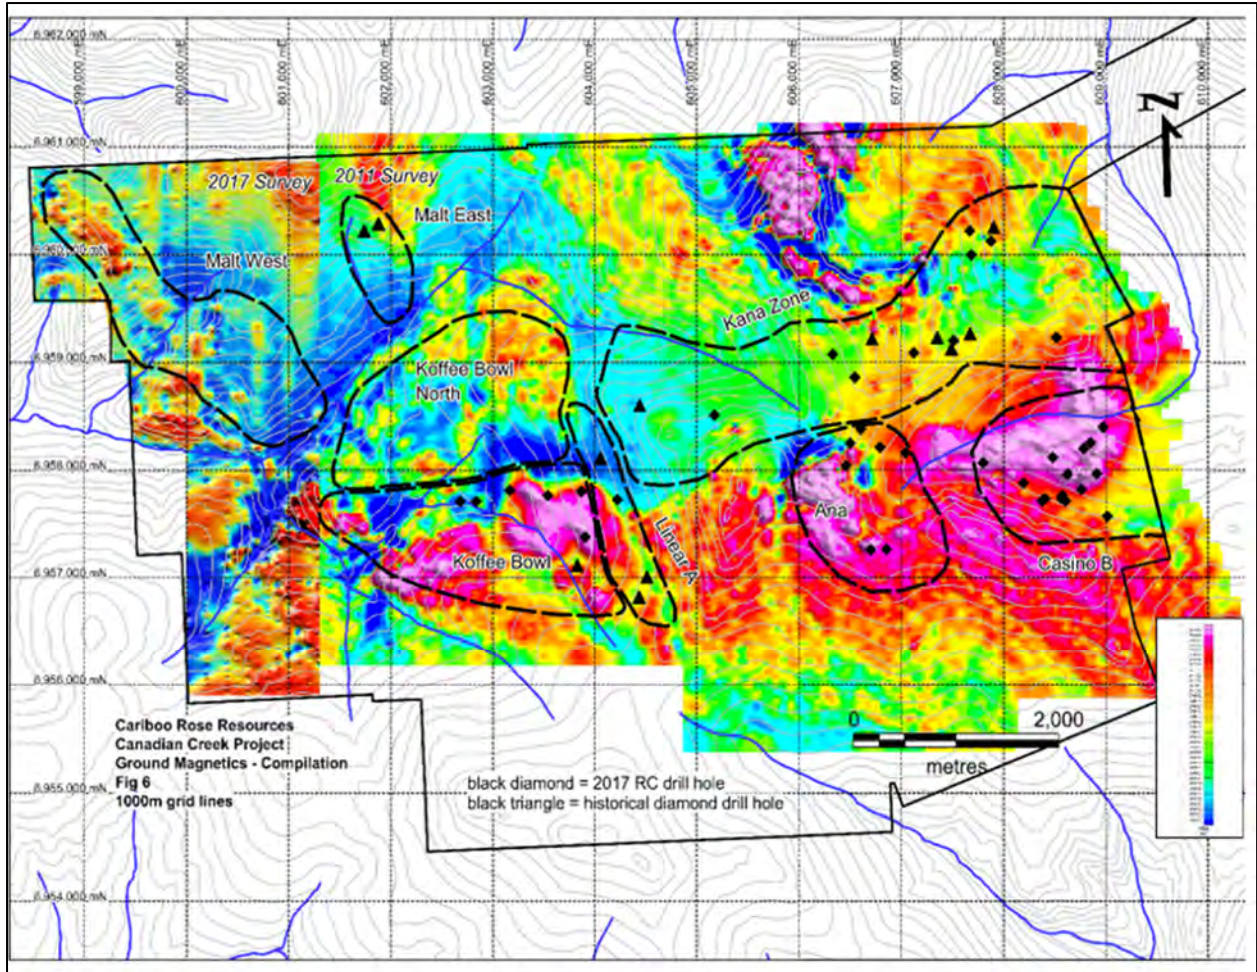 6,962,000 mN
599,000 mE
600,000 mE
601,000 mE
602,000 mE
603,000 mE
604,000 mE
605,000 mE
606,000 mE
607,000 mE
608,000 mE
609,000 mE
610,000 mE
N
6,961,000 mN
2017 Survey
2011 Survey
Malt East
6,960,000 mN
Malt West
Kana Zone
6,959,000 mN
Koffee Bowl
North
6,958,000 mN
Ana
Linear A
Koffee Bowl
Casino B
6,957,000 mN
6,956,000 mN
Cariboo Rose Resources
Canadian Creek Project
Ground Magnetics - Compilation
Fig 6
1000m grid lines
0 2,000
metres
black diamond = 2017 RC drill hole
black triangle = historical diamond drill hole
6,955,000 mN
6,954,000 mN